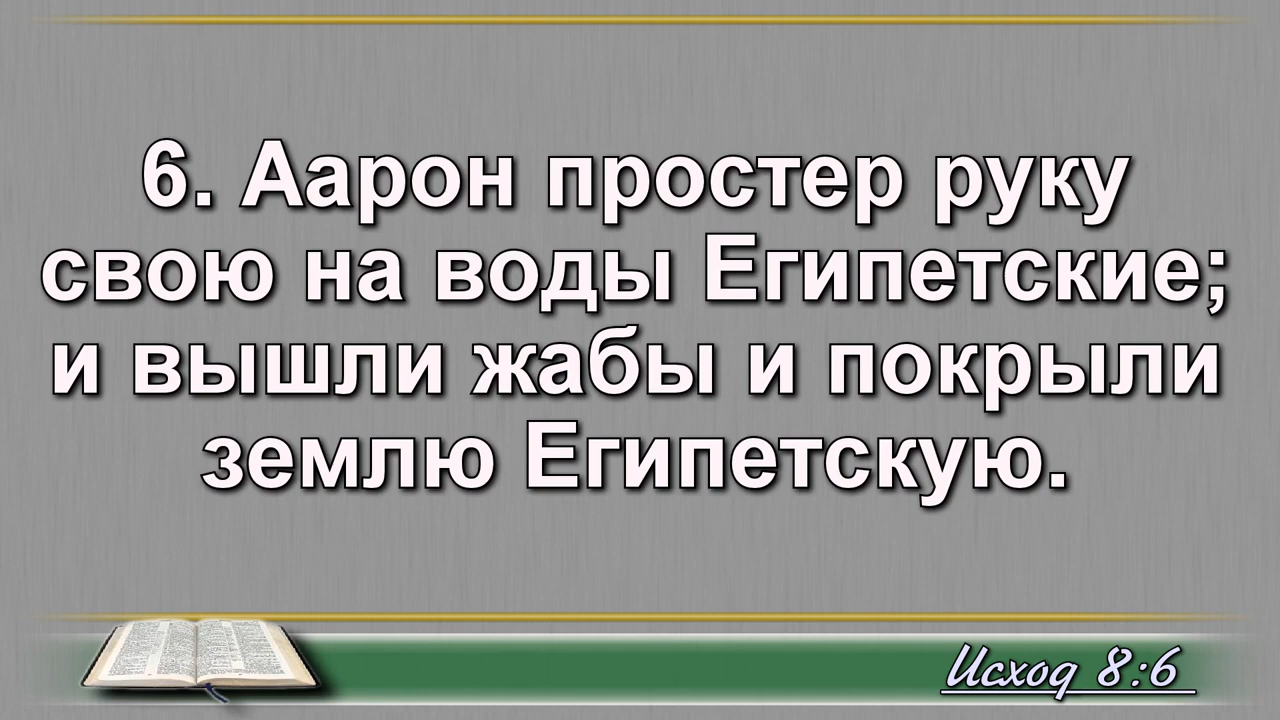 6. Аарон простер руку
свою на воды Египетские;
и вышли жабы и покрыли
землю Египетскую.
Исход 8:6